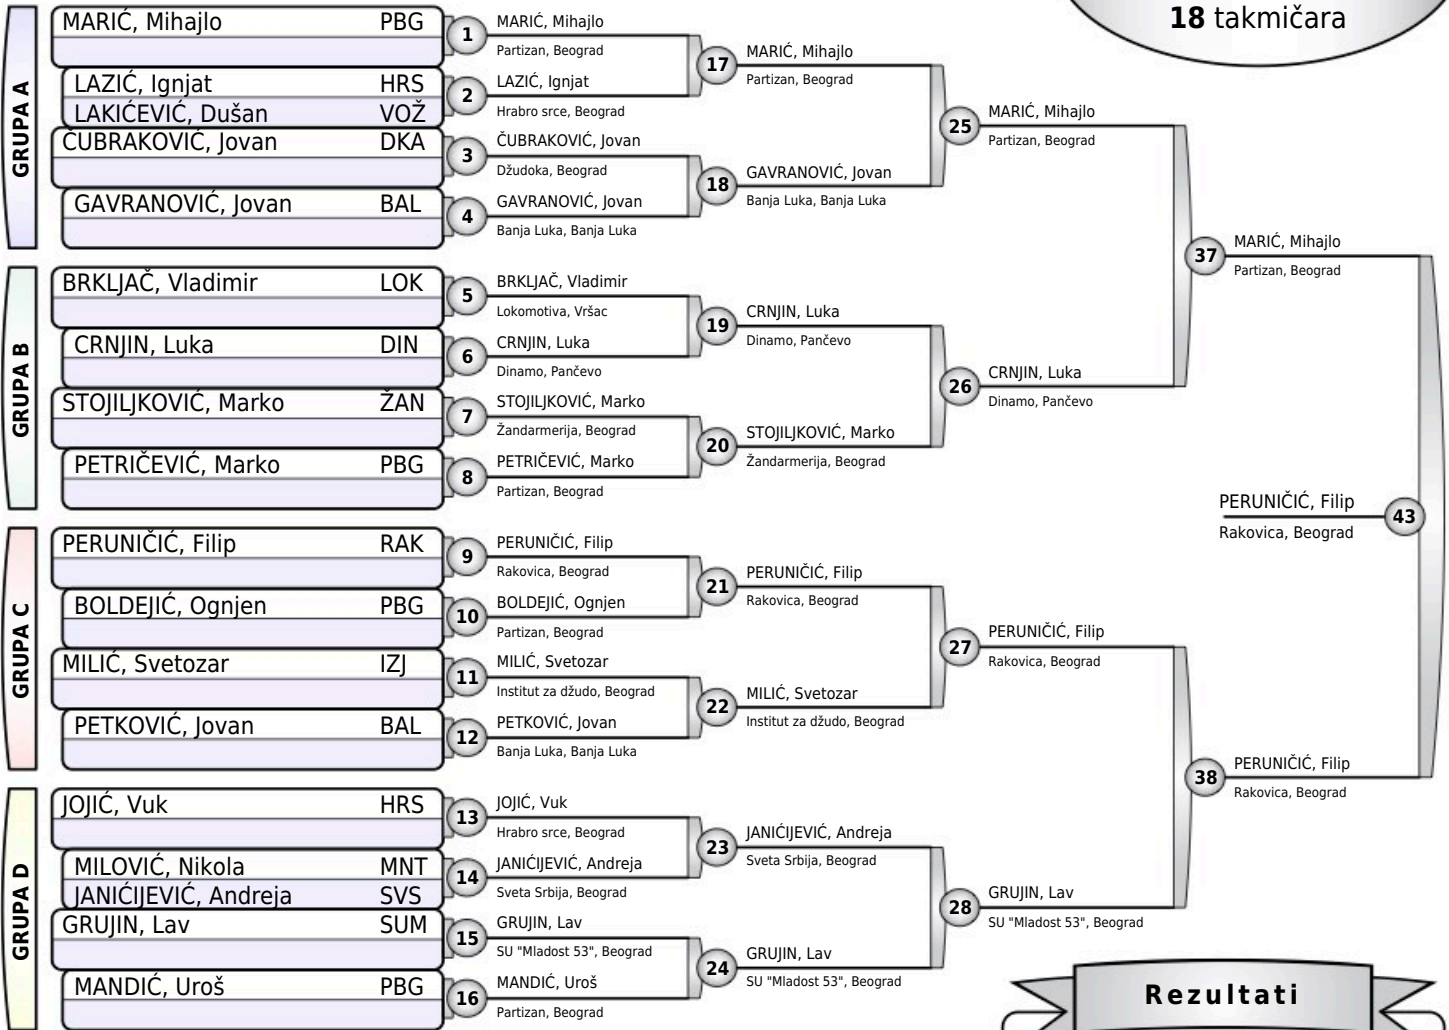 18 takmičara
GRUPA A
MARIĆ, Mihajlo PBG
LAZIĆ, Ignjat HRS
LAKIĆEVIĆ, Dušan VOŽ
ČUBRAKOVIĆ, Jovan DKA
GAVRANOVIĆ, Jovan BAL
GRUPA B
BRKLJAČ, Vladimir LOK
CRNJIN, Luka DIN
STOJILJKOVIĆ, Marko ŽAN
PETRIČEVIĆ, Marko PBG
GRUPA C
PERUNIČIĆ, Filip RAK
BOLDEJIĆ, Ognjen PBG
MILIĆ, Svetozar IZJ
PETKOVIĆ, Jovan BAL
GRUPA D
JOJIĆ, Vuk HRS
MILOVIĆ, Nikola MNT
JANIĆIJEVIĆ, Andreja SVS
GRUJIN, Lav SUM
MANDIĆ, Uroš PBG
1
MARIĆ, Mihajlo
Partizan, Beograd
2
LAZIĆ, Ignjat
Hrabro srce, Beograd
3
ČUBRAKOVIĆ, Jovan
Džudoka, Beograd
4
GAVRANOVIĆ, Jovan
Banja Luka, Banja Luka
5
BRKLJAČ, Vladimir
Lokomotiva, Vršac
6
CRNJIN, Luka
Dinamo, Pančevo
7
STOJILJKOVIĆ, Marko
Žandarmerija, Beograd
8
PETRIČEVIĆ, Marko
Partizan, Beograd
9
PERUNIČIĆ, Filip
Rakovica, Beograd
10
BOLDEJIĆ, Ognjen
Partizan, Beograd
11
MILIĆ, Svetozar
Institut za džudo, Beograd
12
PETKOVIĆ, Jovan
Banja Luka, Banja Luka
13
JOJIĆ, Vuk
Hrabro srce, Beograd
14
JANIĆIJEVIĆ, Andreja
Sveta Srbija, Beograd
15
GRUJIN, Lav
SU "Mladost 53", Beograd
16
MANDIĆ, Uroš
Partizan, Beograd
17
MARIĆ, Mihajlo
Partizan, Beograd
18
GAVRANOVIĆ, Jovan
Banja Luka, Banja Luka
19
CRNJIN, Luka
Dinamo, Pančevo
20
STOJILJKOVIĆ, Marko
Žandarmerija, Beograd
21
PERUNIČIĆ, Filip
Rakovica, Beograd
22
MILIĆ, Svetozar
Institut za džudo, Beograd
23
JANIĆIJEVIĆ, Andreja
Sveta Srbija, Beograd
24
GRUJIN, Lav
SU "Mladost 53", Beograd
25
MARIĆ, Mihajlo
Partizan, Beograd
26
CRNJIN, Luka
Dinamo, Pančevo
27
PERUNIČIĆ, Filip
Rakovica, Beograd
28
GRUJIN, Lav
SU "Mladost 53", Beograd
37
MARIĆ, Mihajlo
Partizan, Beograd
38
PERUNIČIĆ, Filip
Rakovica, Beograd
PERUNIČIĆ, Filip
Rakovica, Beograd
43
Rezultati